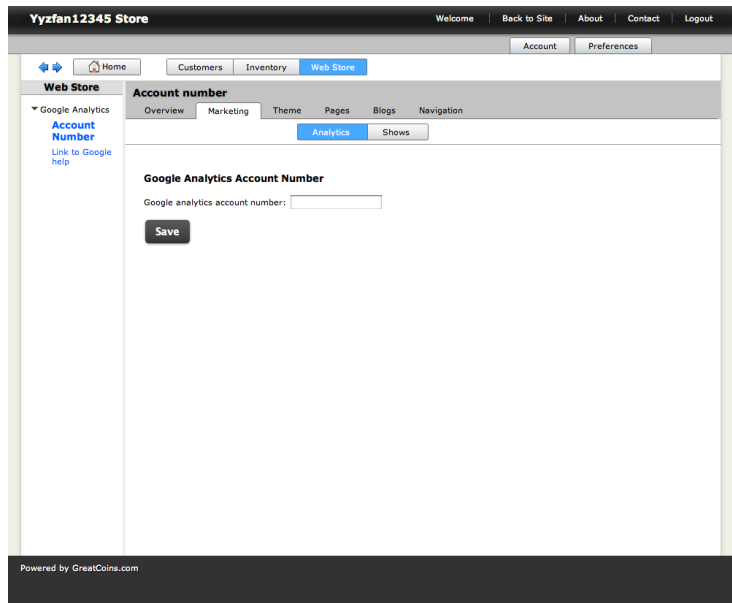 Yyzfan12345 Store
Welcome Back to Site About Contact Logout
Account Preferences
Home Customers Inventory Web Store
Web Store
Google Analytics
Account
Number
Link to Google
help
Account number
Overview Marketing Theme Pages Blogs Navigation
Analytics Shows
Google Analytics Account Number
Google analytics account number:
Save
Powered by GreatCoins.com